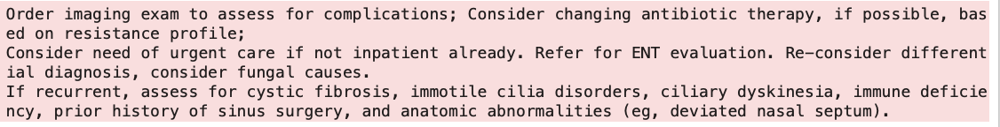 Order imaging exam to assess for complications; Consider changing antibiotic therapy, if possible, bas
ed on resistance profile;
Consider need of urgent care if not inpatient already. Refer for ENT evaluation. Re-consider different
ial diagnosis, consider fungal causes.
If recurrent, assess for cystic fibrosis, immotile cilia disorders, ciliary dyskinesia, immune deficie
ncy, prior history of sinus surgery, and anatomic abnormalities (eg, deviated nasal septum).